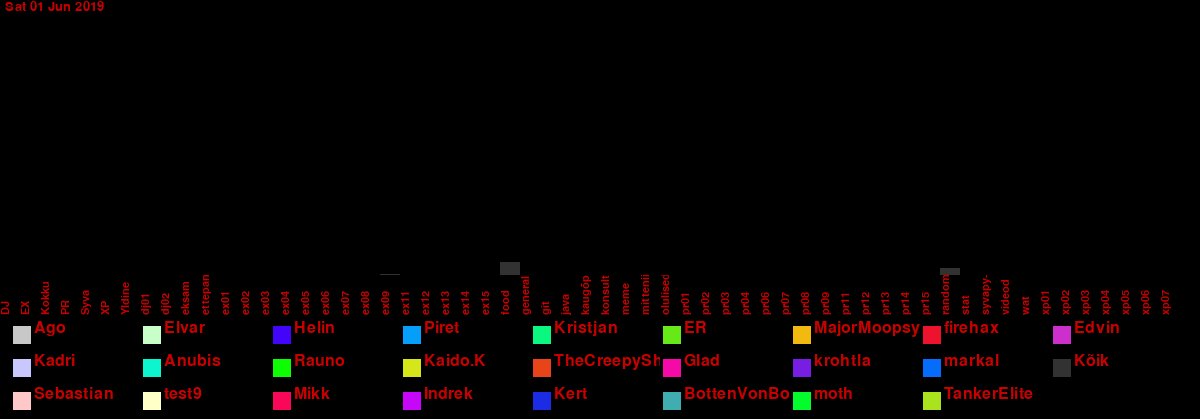 Sat 01 Jun 2019
DJ EX Kokku PR Syva XP Yldine dj01 dj02 eksam ettepan ex01 ex02 ex03 ex04 ex05 ex06 ex07 ex08 ex09 ex11 ex12 ex13 ex14 ex15 food general git java kaugõp konsult meme mittenii olulised pr01 pr02 pr03 pr04 pr06 pr07 pr08 pr09 pr11 pr12 pr13 pr14 pr15 random stat syvapy- videod wat xp01 xp02 xp03 xp04 xp05 xp06 xp07
Ago Elvar Helin Piret Kristjan ER MajorMoopsy firehax Edvin
Kadri Anubis Rauno Kaido.K TheCreepySh Glad krohtla markal Kõik
Sebastian test9 Mikk Indrek Kert BottenVonBo moth TankerElite